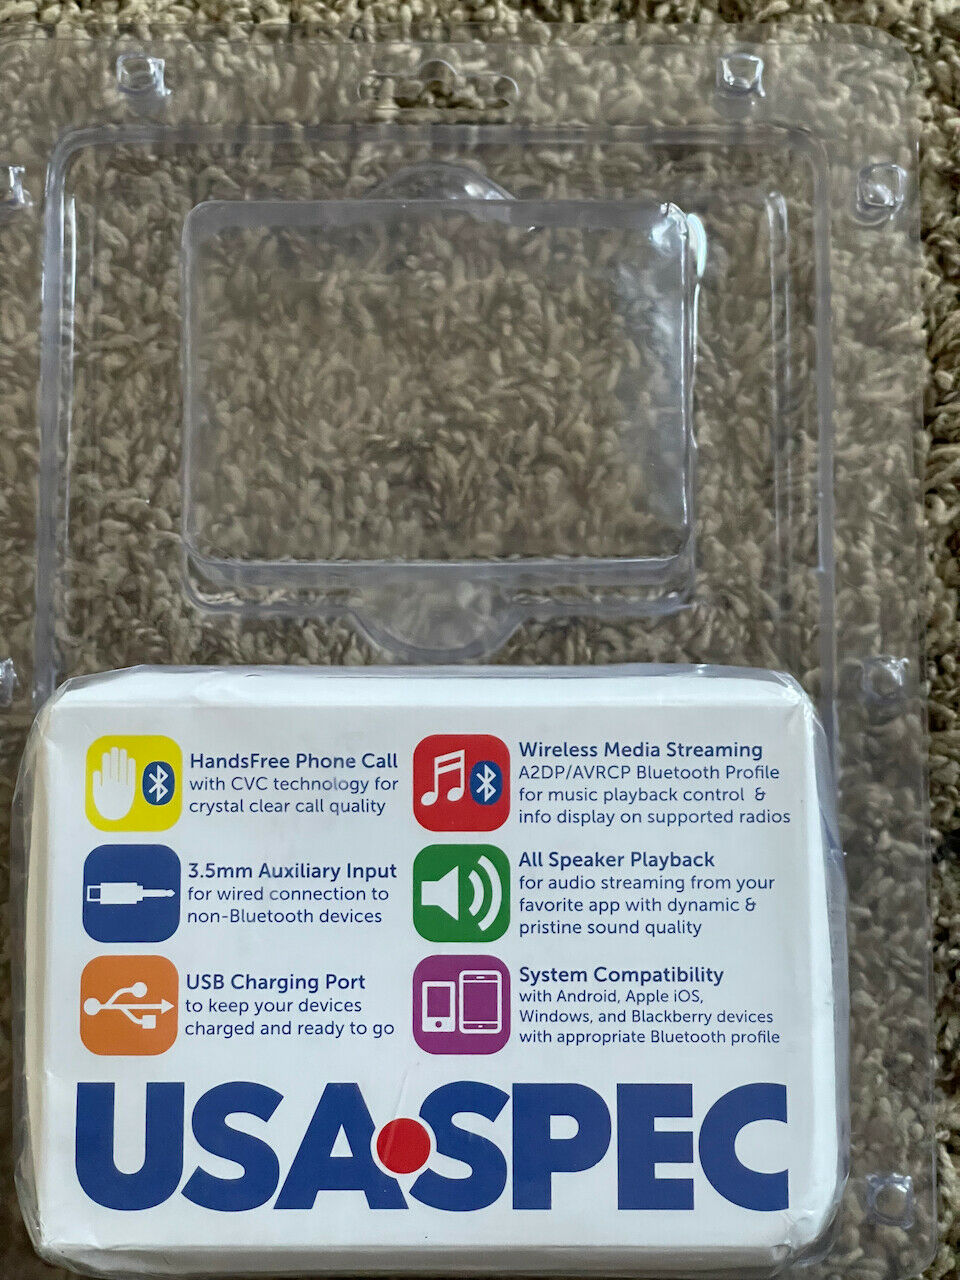 HandsFree Phone Call
with CVC technology for
crystal clear call quality
Wireless Media Streaming
A2DP/AVRCP Bluetooth Profile
for music playback control &
info display on supported radios
3.5mm Auxiliary Input
for wired connection to
non-Bluetooth devices
All Speaker Playback
for audio streaming from your
favorite app with dynamic &
pristine sound quality
USB Charging Port
to keep your devices
charged and ready to go
System Compatibility
with Android, Apple iOS,
Windows, and Blackberry devices
with appropriate Bluetooth profile
USA SPEC